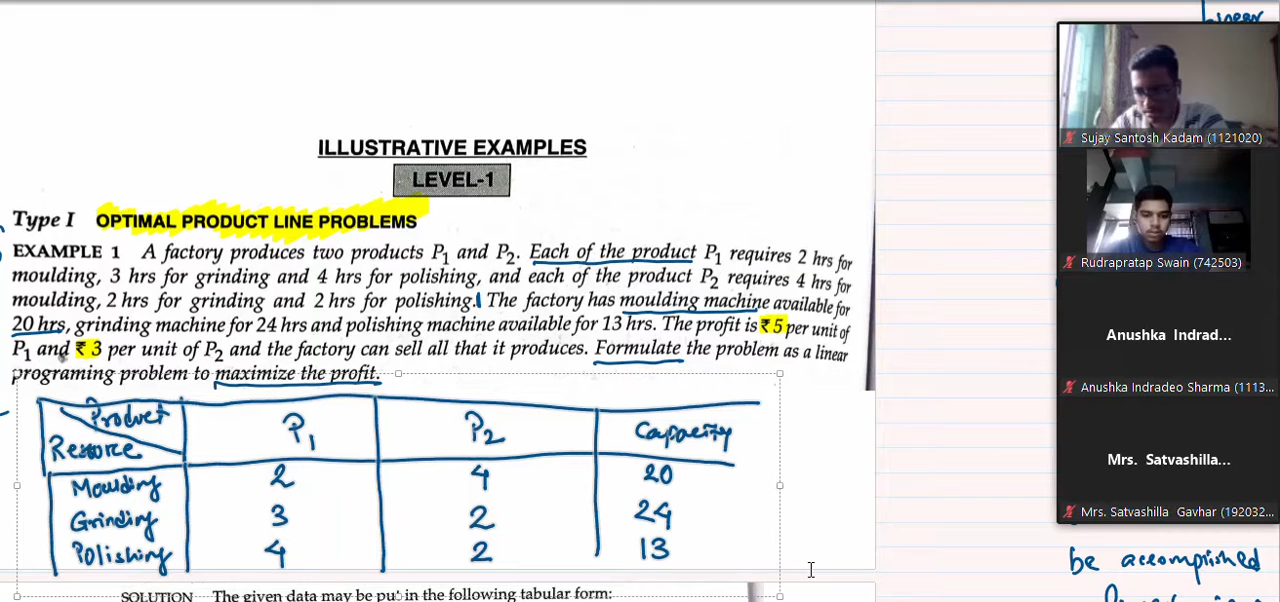 Linear
ILLUSTRATIVE EXAMPLES
LEVEL-1
Type I OPTIMAL PRODUCT LINE PROBLEMS
EXAMPLE 1 A factory produces two products P₁ and P₂. Each of the product P₁ requires 2 hrs for
moulding, 3 hrs for grinding and 4 hrs for polishing, and each of the product P₂ requires 4 hrs for
moulding, 2 hrs for grinding and 2 hrs for polishing. The factory has moulding machine available for
20 hrs, grinding machine for 24 hrs and polishing machine available for 13 hrs. The profit is ₹ 5 per unit of
P₁ and ₹ 3 per unit of P₂ and the factory can sell all that it produces. Formulate the problem as a linear
programing problem to maximize the profit.
Product
Resource P₁ P₂ Capacity
Moulding 2 4 20
Grinding 3 2 24
Polishing 4 2 13
SOLUTION The given data may be put in the following tabular form:
Sujay Santosh Kadam (1121020)
Rudrapratap Swain (742503)
Anushka Indrad...
Anushka Indradeo Sharma (1113...
Mrs. Satvashilla...
Mrs. Satvashilla Gavhar (192032...
be accomplished